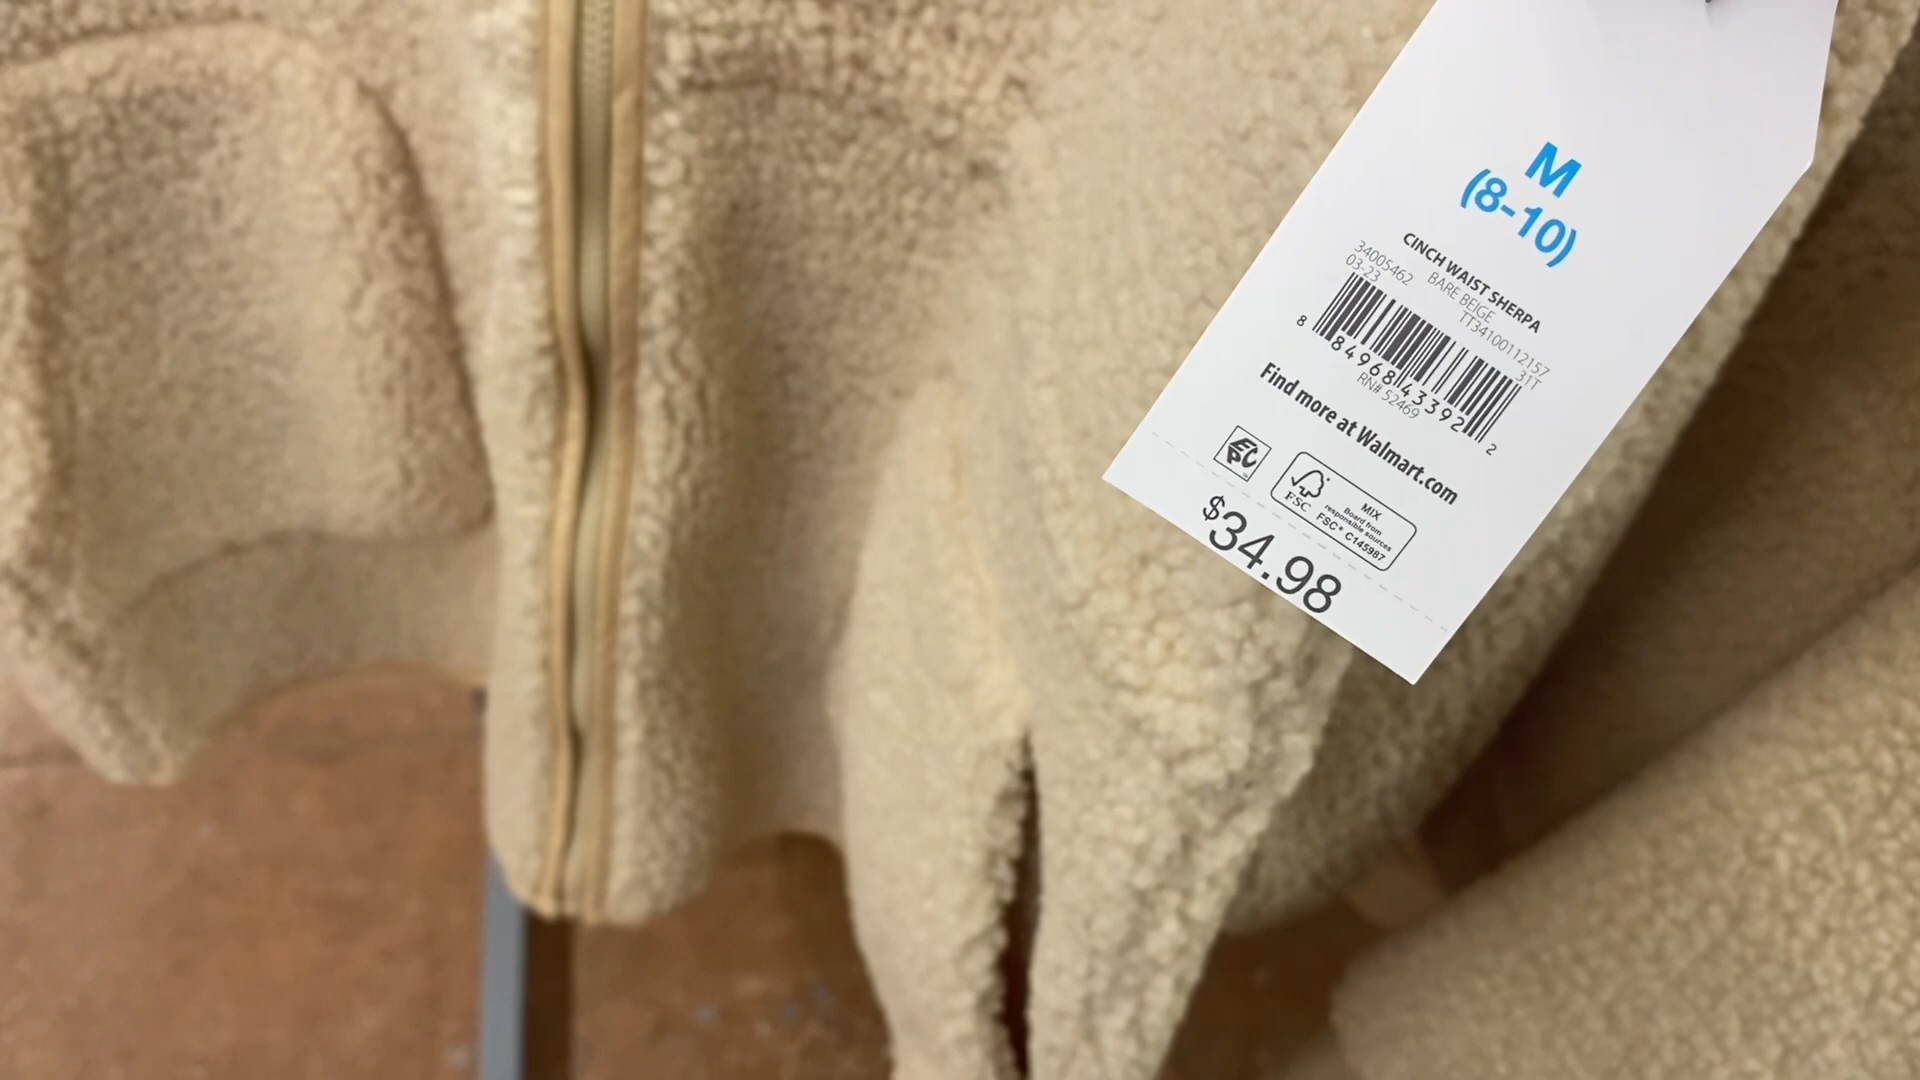 M
(8-10)
CINCH WAIST SHERPA
34005462 BARE BEIGE
03-23 TT34100112157
31T
8 84968 43392 2
RN# 52469
Find more at Walmart.com
EPC
FSC
MIX
Board from
responsible sources
FSC® C145987
$34.98